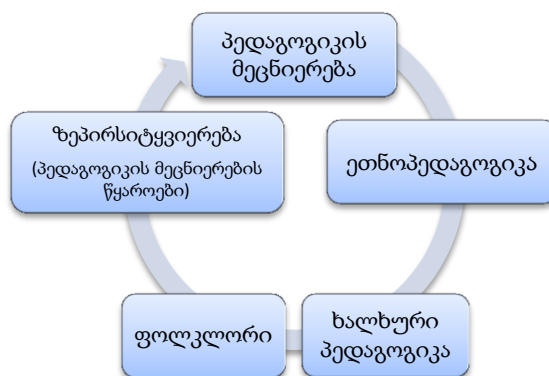 პედაგოგიკის
მეცნიერება
ეთნოპედაგოგიკა
ხალხური
პედაგოგიკა
ფოლკლორი
ზეპირსიტყვიერება
(პედაგოგიკის მეცნიერების
წყაროები)